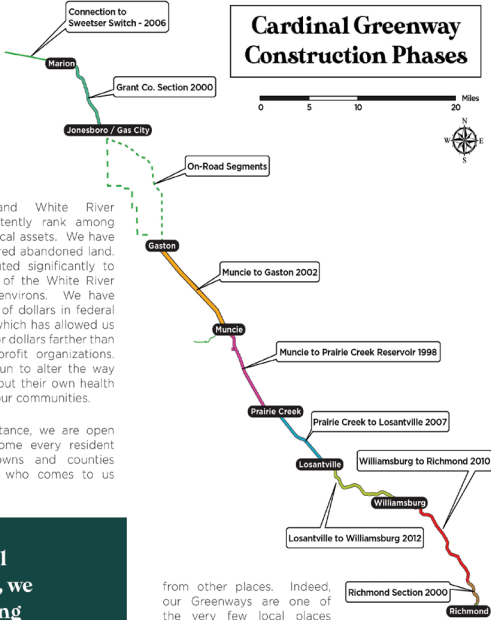 Connection to
Sweetser Switch - 2006
Cardinal Greenway
Construction Phases
Marion
Grant Co. Section 2000
0 5 10 20 Miles
Jonesboro / Gas City
N
W E
S
On-Road Segments
and White River
tently rank among
cal assets. We have
red abandoned land.
uted significantly to
of the White River
environs. We have
of dollars in federal
which has allowed us
or dollars farther than
profit organizations.
un to alter the way
out their own health
our communities.
Gaston
Muncie to Gaston 2002
Muncie
Muncie to Prairie Creek Reservoir 1998
Prairie Creek
Prairie Creek to Losantville 2007
tance, we are open
ome every resident
owns and counties
who comes to us
Losantville
Williamsburg to Richmond 2010
Williamsburg
Losantville to Williamsburg 2012
l
, we
ng
from other places. Indeed,
our Greenways are one of
the very few local places
Richmond Section 2000
Richmond